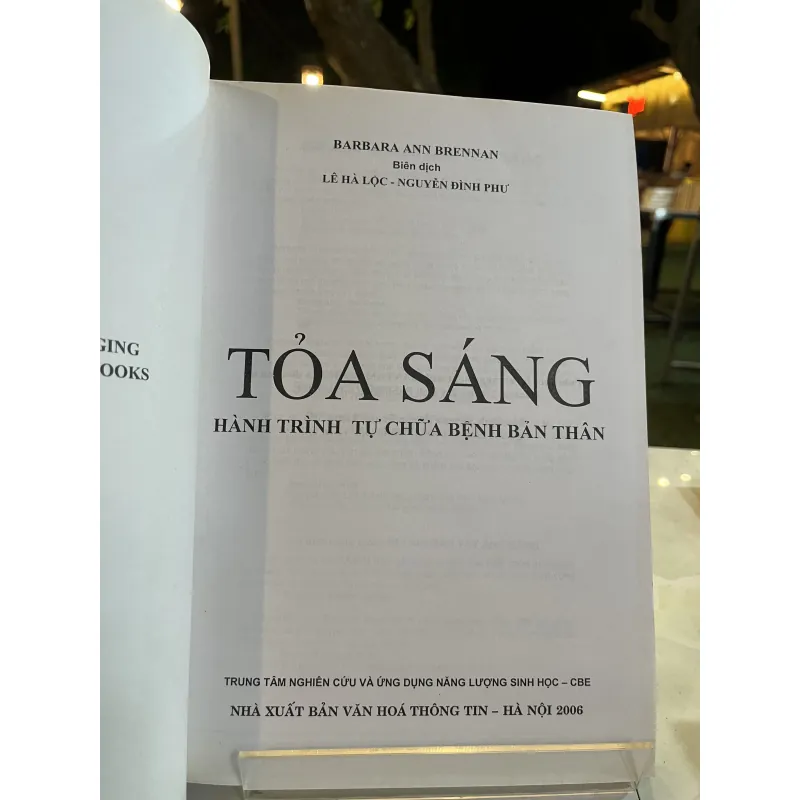 GING
OOKS
BARBARA ANN BRENNAN
Biên dịch
LÊ HÀ LỘC - NGUYỄN ĐÌNH PHƯ
TỎA SÁNG
HÀNH TRÌNH TỰ CHỮA BỆNH BẢN THÂN
TRUNG TÂM NGHIÊN CỨU VÀ ỨNG DỤNG NĂNG LƯỢNG SINH HỌC – CBE
NHÀ XUẤT BẢN VĂN HOÁ THÔNG TIN – HÀ NỘI 2006